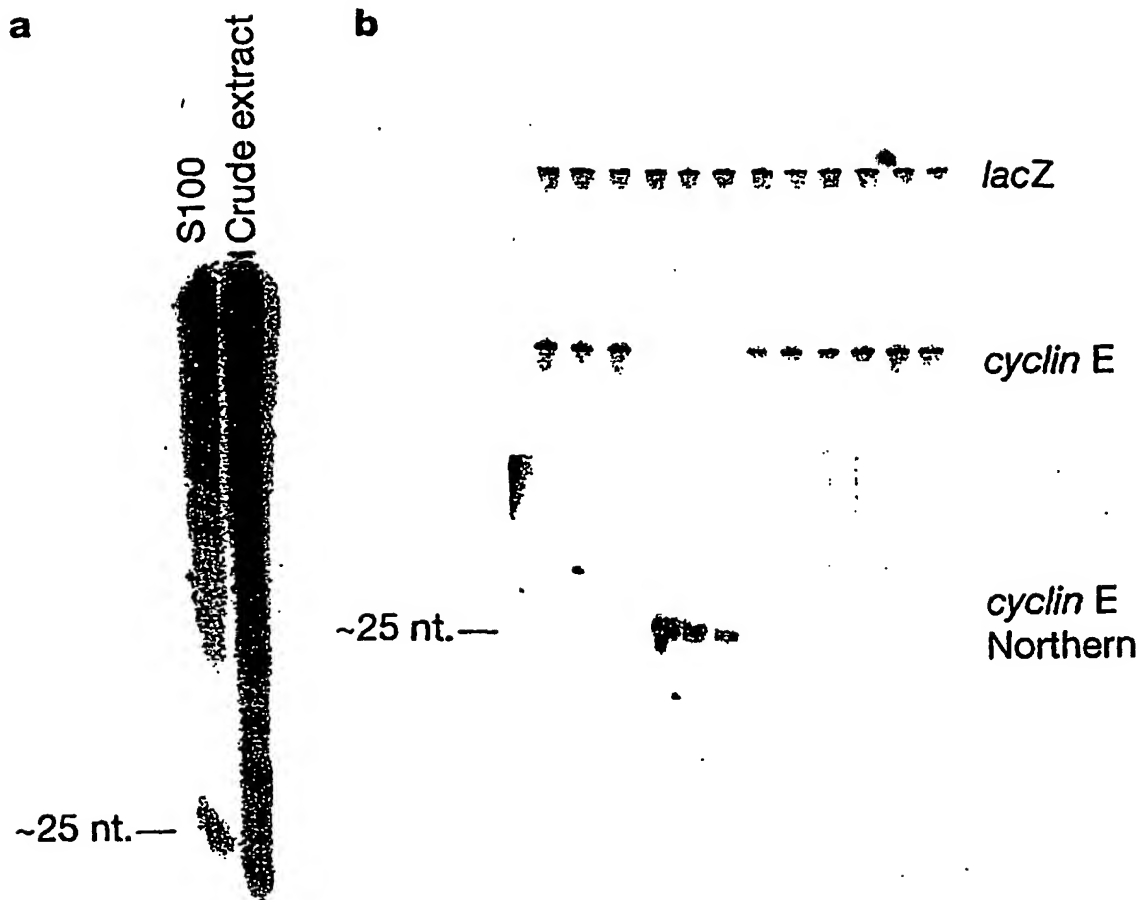 a
b
S100
Crude extract
lacZ
cyclin E
~25 nt.
cyclin E
Northern
~25 nt.